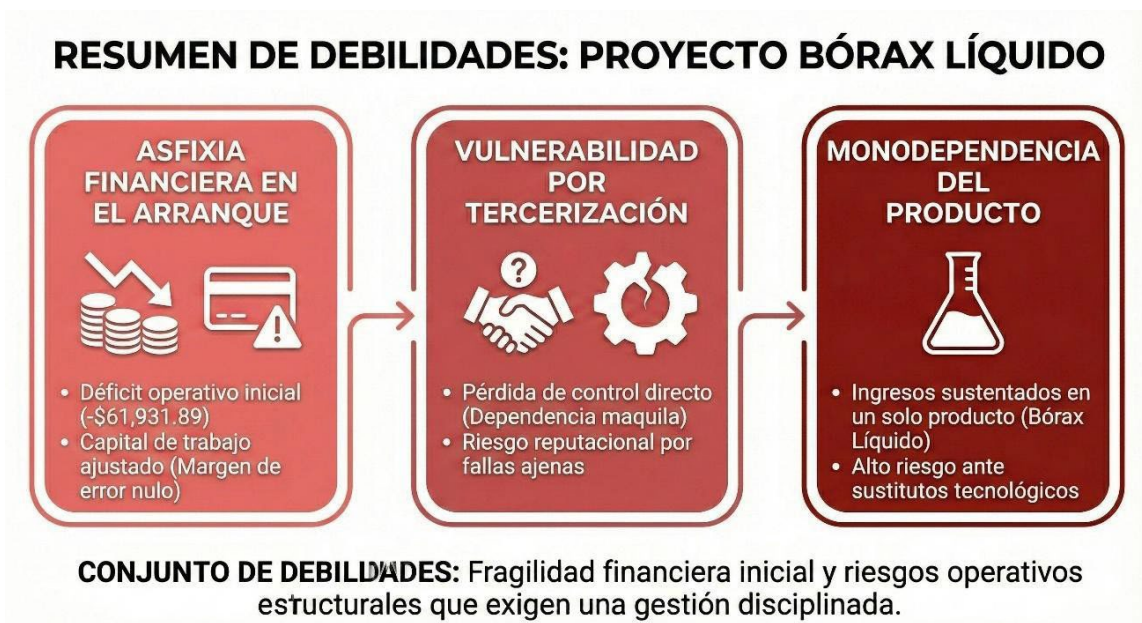 RESUMEN DE DEBILIDADES: PROYECTO BÓRAX LÍQUIDO
ASFIXIA
FINANCIERA EN
EL ARRANQUE
• Déficit operativo inicial
(-$61,931.89)
• Capital de trabajo
ajustado (Margen de
error nulo)
VULNERABILIDAD
POR
TERCERIZACIÓN
?
• Pérdida de control directo
(Dependencia maquila)
• Riesgo reputacional por
fallas ajenas
MONODEPENDENCIA
DEL
PRODUCTO
• Ingresos sustentados en
un solo producto (Bórax
Líquido)
• Alto riesgo ante
sustitutos tecnológicos
CONJUNTO DE DEBILIDADES: Fragilidad financiera inicial y riesgos operativos
estructurales que exigen una gestión disciplinada.